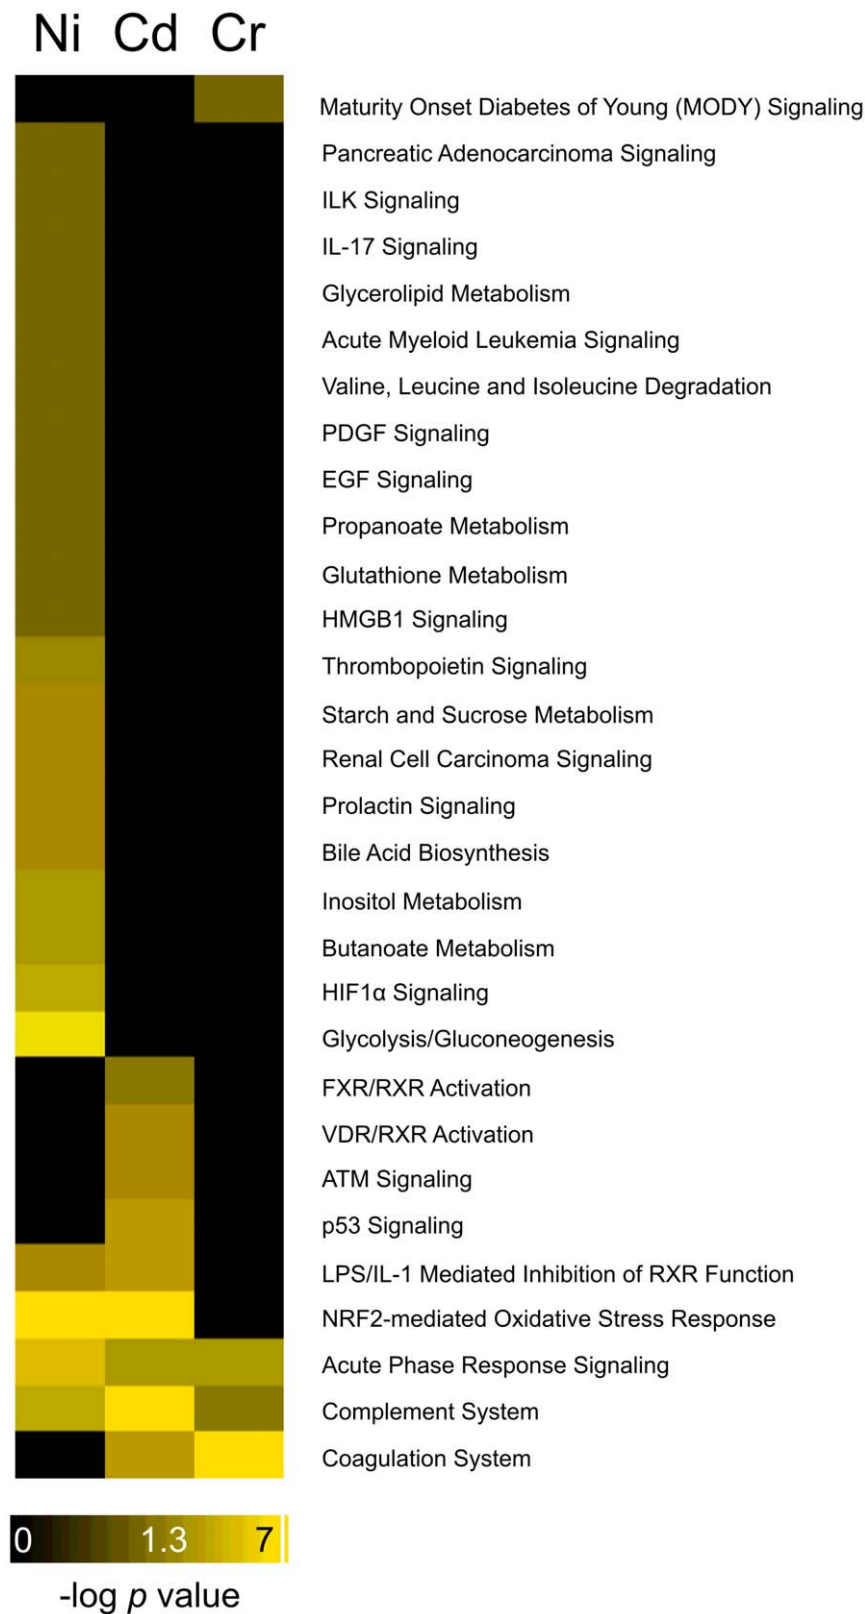 Ni Cd Cr
Maturity Onset Diabetes of Young (MODY) Signaling
Pancreatic Adenocarcinoma Signaling
ILK Signaling
IL-17 Signaling
Glycerolipid Metabolism
Acute Myeloid Leukemia Signaling
Valine, Leucine and Isoleucine Degradation
PDGF Signaling
EGF Signaling
Propanoate Metabolism
Glutathione Metabolism
HMGB1 Signaling
Thrombopoietin Signaling
Starch and Sucrose Metabolism
Renal Cell Carcinoma Signaling
Prolactin Signaling
Bile Acid Biosynthesis
Inositol Metabolism
Butanoate Metabolism
HIF1α Signaling
Glycolysis/Gluconeogenesis
FXR/RXR Activation
VDR/RXR Activation
ATM Signaling
p53 Signaling
LPS/IL-1 Mediated Inhibition of RXR Function
NRF2-mediated Oxidative Stress Response
Acute Phase Response Signaling
Complement System
Coagulation System
0 1.3 7
-log p value